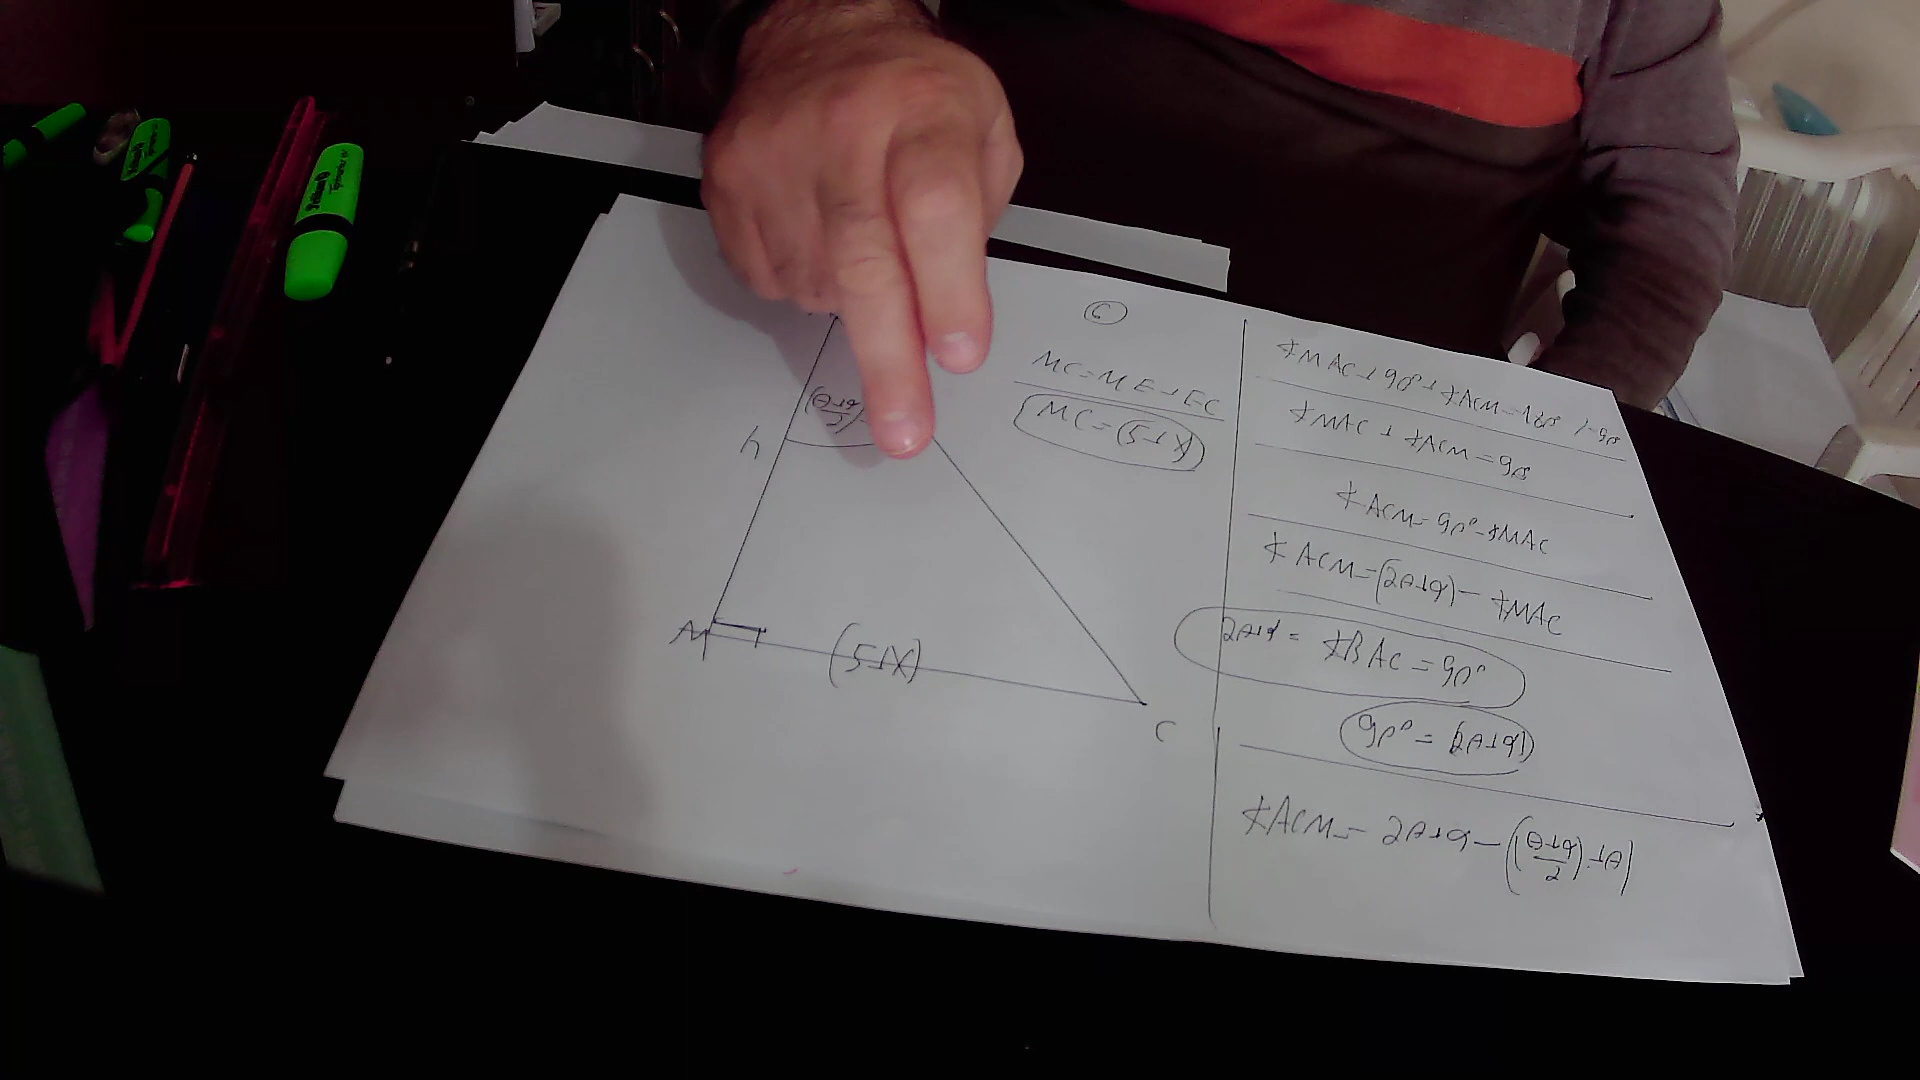 6
MC=ME+EC
MC=(5+X)
h
M
(5+X)
C
∡MAC+90°+∡ACM=180°
∡MAC+∡ACM=90
∡ACM=90°-∡MAC
∡ACM=(2θ+φ)-∡MAC
2θ+φ=∡BAC=90°
90°=(2θ+φ)
∡ACM=2θ+φ-((θ+φ/2)+θ)